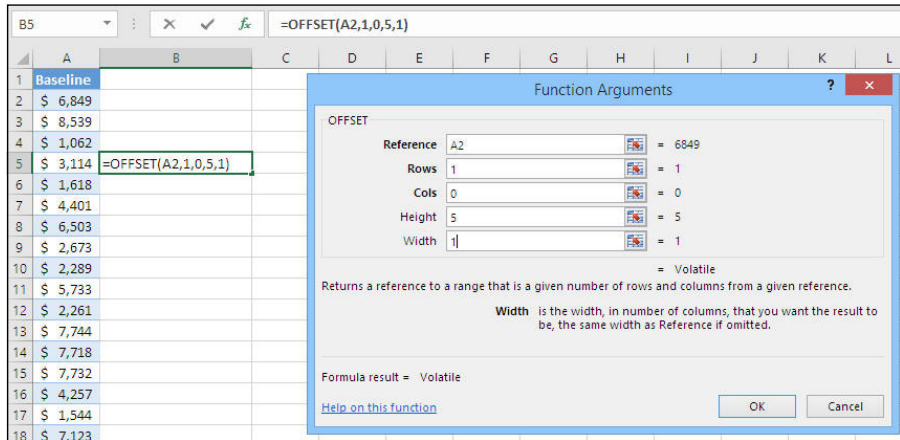 B5 fx =OFFSET(A2,1,0,5,1)
A B C D E F G H I J K L
1 Baseline
2 $ 6,849
3 $ 8,539
4 $ 1,062
5 $ 3,114 =OFFSET(A2,1,0,5,1)
6 $ 1,618
7 $ 4,401
8 $ 6,503
9 $ 2,673
10 $ 2,289
11 $ 5,733
12 $ 2,261
13 $ 7,744
14 $ 7,718
15 $ 7,732
16 $ 4,257
17 $ 1,544
18 $ 7,123
Function Arguments ?
OFFSET
Reference A2 = 6849
Rows 1 = 1
Cols 0 = 0
Height 5 = 5
Width 1 = 1
= Volatile
Returns a reference to a range that is a given number of rows and columns from a given reference.
Width is the width, in number of columns, that you want the result to
be, the same width as Reference if omitted.
Formula result = Volatile
Help on this function
OK Cancel